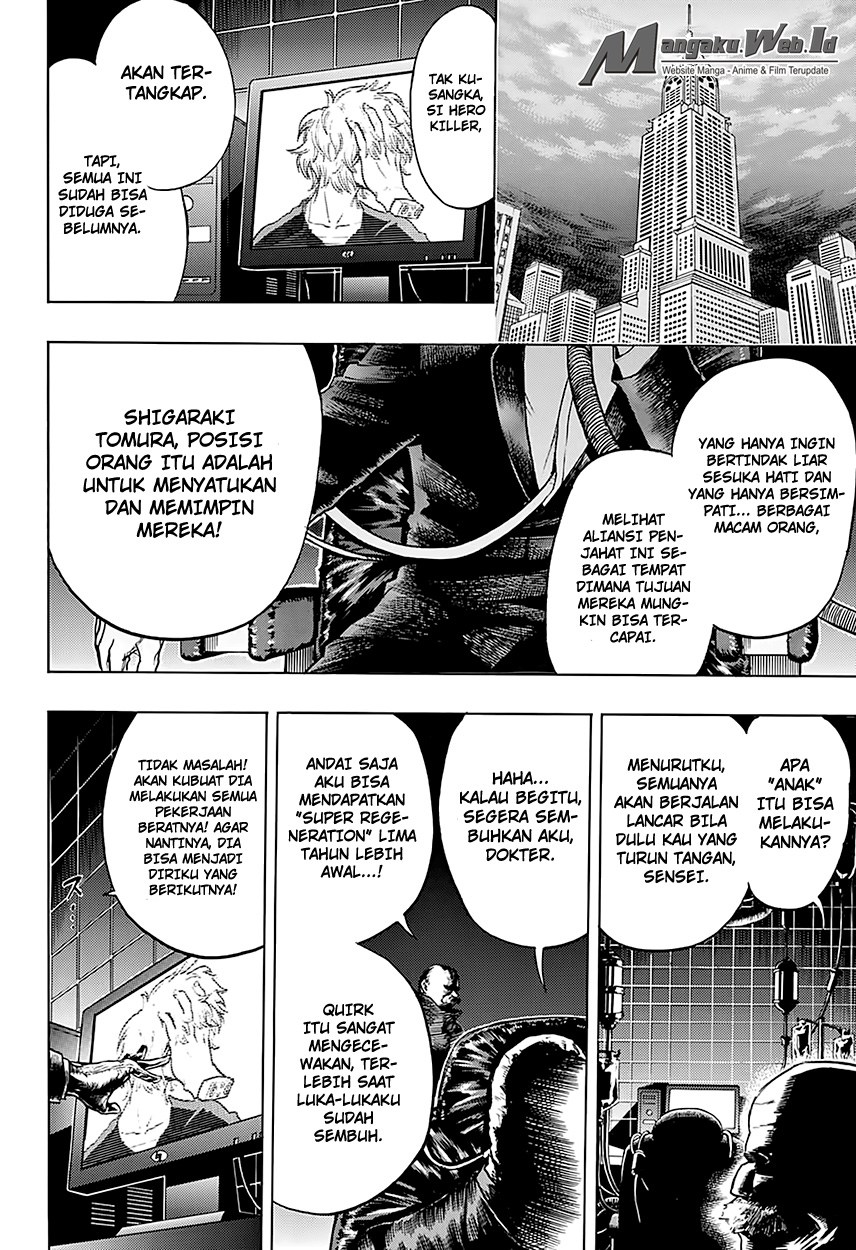 Mangaku.Web.Id
Website Manga - Anime & Film Terupdate
TAK KU-
SANGKA,
SI HERO
KILLER,
AKAN TER-
TANGKAP.
TAPI,
SEMUA INI
SUDAH BISA
DIDUGA SE-
BELUMNYA.
YANG HANYA INGIN
BERTINDAK LIAR
SESUKA HATI DAN
YANG HANYA BERSIM-
PATI... BERBAGAI
MACAM ORANG,
MELIHAT
ALIANSI PEN-
JAHAT INI SE-
BAGAI TEMPAT
DIMANA TUJUAN
MEREKA MUNG-
KIN BISA TER-
CAPAI.
SHIGARAKI
TOMURA, POSISI
ORANG ITU ADALAH
UNTUK MENYATUKAN
DAN MEMIMPIN
MEREKA!
APA
"ANAK"
ITU BISA
MELAKU-
KANNYA?
MENURUTKU,
SEMUANYA
AKAN BERJALAN
LANCAR BILA
DULU KAU YANG
TURUN TANGAN,
SENSEI.
HAHA...
KALAU BEGITU,
SEGERA SEM-
BUHKAN AKU,
DOKTER.
ANDAI SAJA
AKU BISA
MENDAPATKAN
"SUPER REGE-
NERATION" LIMA
TAHUN LEBIH
AWAL...!
QUIRK
ITU SANGAT
MENGECE-
WAKAN, TER-
LEBIH SAAT
LUKA-LUKAKU
SUDAH
SEMBUH.
TIDAK MASALAH!
AKAN KUBUAT DIA
MELAKUKAN SEMUA
PEKERJAAN
BERATNYA! AGAR
NANTINYA, DIA
BISA MENJADI
DIRIKU YANG
BERIKUTNYA!
ス…